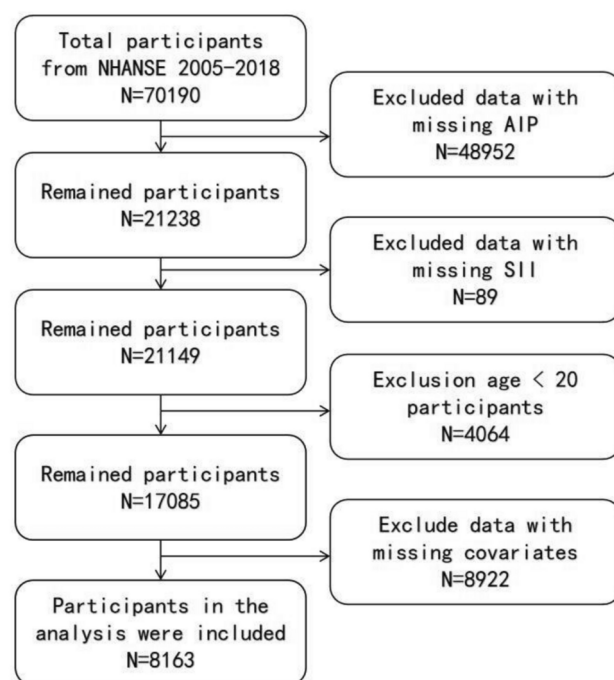 Total participants
from NHANSE 2005-2018
N=70190
Excluded data with
missing AIP
N=48952
Remained participants
N=21238
Excluded data with
missing SII
N=89
Remained participants
N=21149
Exclusion age < 20
participants
N=4064
Remained participants
N=17085
Exclude data with
missing covariates
N=8922
Participants in the
analysis were included
N=8163